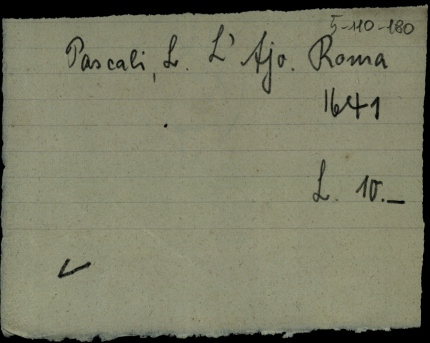 5-110-180
Pascali, L. L' Ajo. Roma
1641
L. 10.—